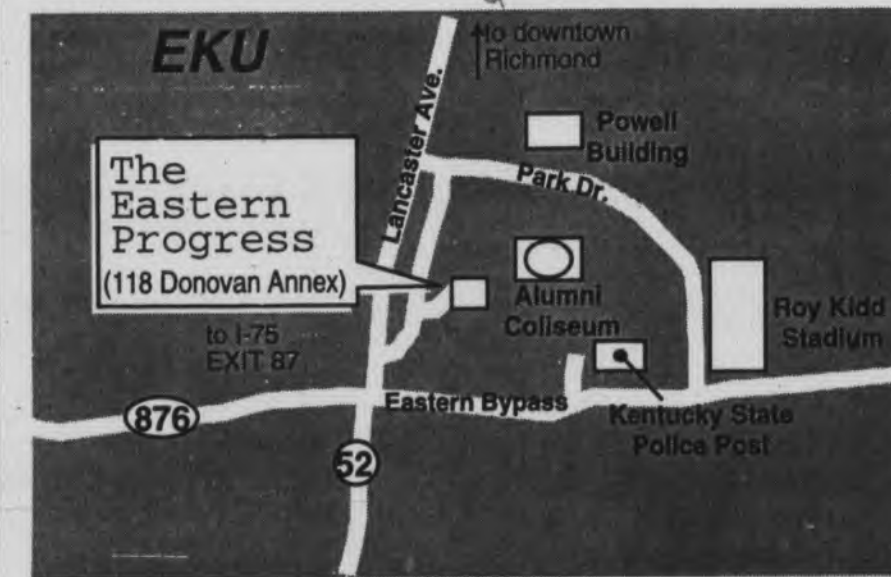 EKU
to downtown
Richmond
Lancaster Ave.
Powell
Building
Park Dr.
The
Eastern
Progress
(118 Donovan Annex)
Alumni
Coliseum
Roy Kidd
Stadium
to I-75
EXIT 87
Eastern Bypass
876
Kentucky State
Police Post
52